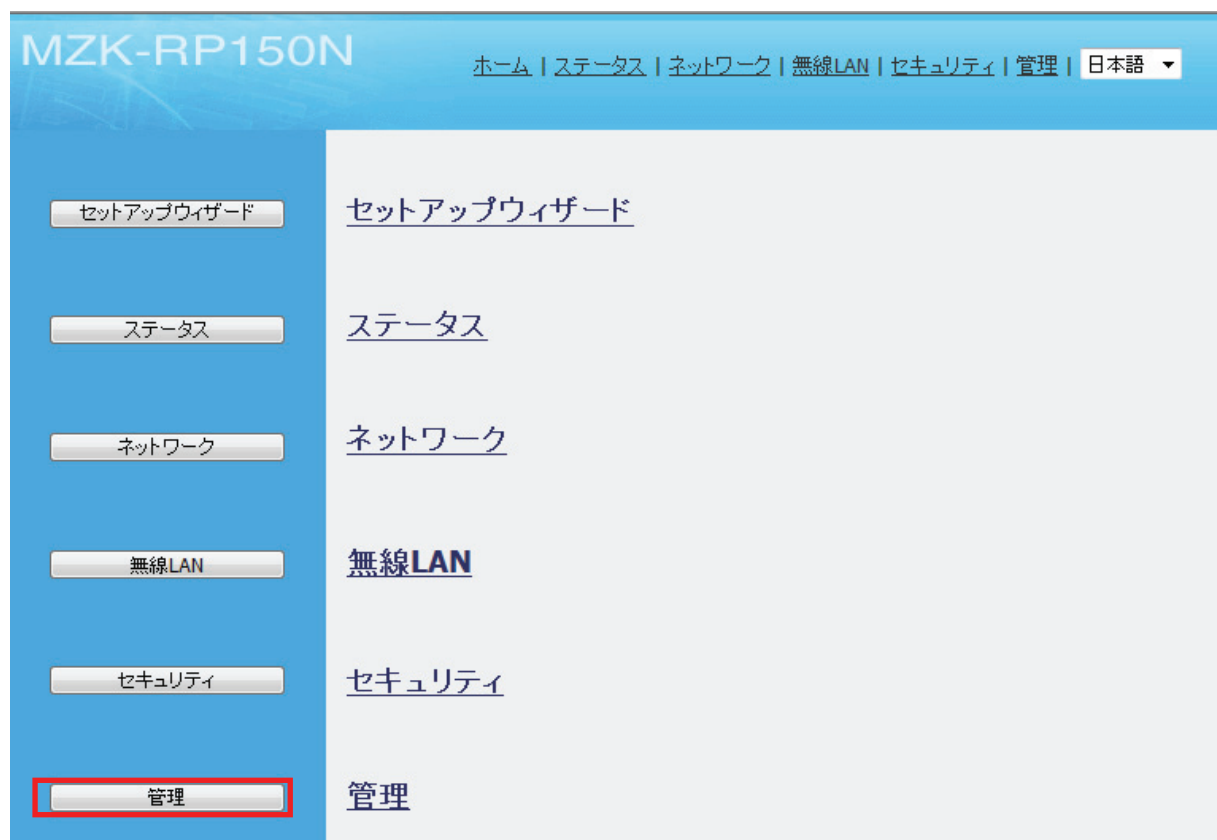 MZK-RP150N
ホーム | ステータス | ネットワーク | 無線LAN | セキュリティ | 管理 | 日本語
セットアップウィザード セットアップウィザード
ステータス ステータス
ネットワーク ネットワーク
無線LAN 無線LAN
セキュリティ セキュリティ
管理 管理